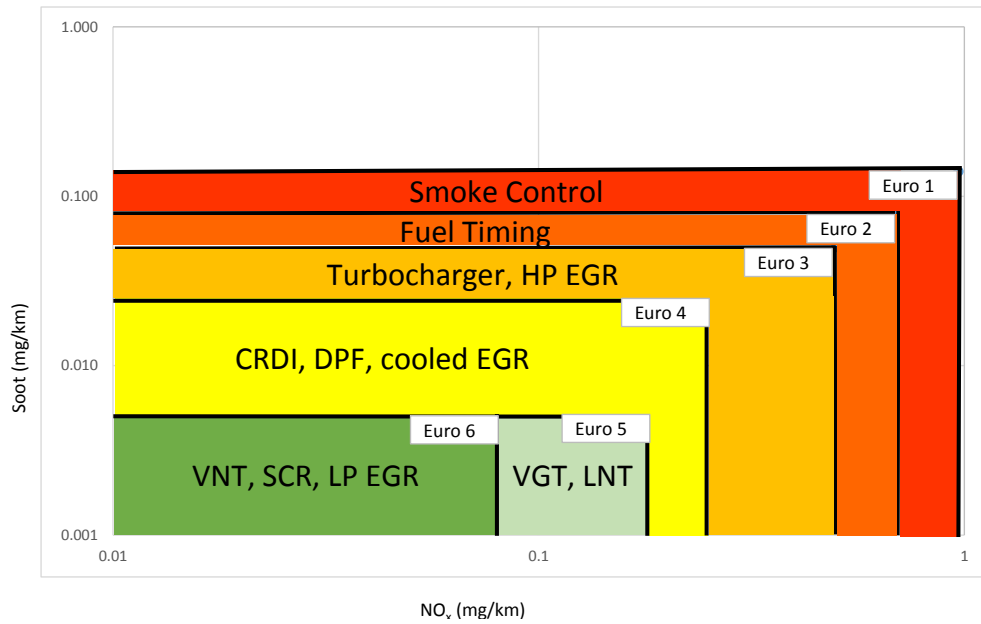 1.000
0.100
0.010
0.001
Soot (mg/km)
Smoke Control
Euro 1
Fuel Timing
Euro 2
Turbocharger, HP EGR
Euro 3
Euro 4
CRDI, DPF, cooled EGR
Euro 6
Euro 5
VNT, SCR, LP EGR
VGT, LNT
0.01
0.1
1
NOx (mg/km)